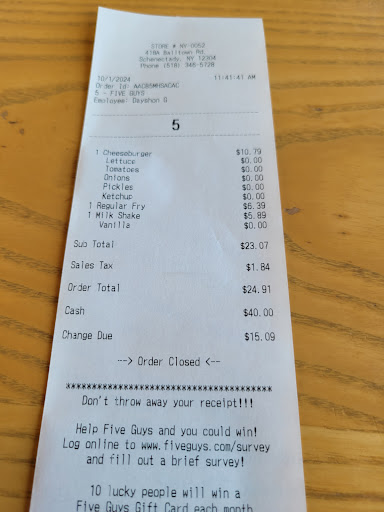 STORE # NY-0052
418A Balltown Rd.
Schenectady, NY 12304
Phone (518) 346-5728
10/1/2024 11:41:41 AM
Order Id: AACB6MHSACAC
5 - FIVE GUYS
Employee: Dayshon G
5
1 Cheeseburger $10.79
Lettuce $0.00
Tomatoes $0.00
Onions $0.00
Pickles $0.00
Ketchup $0.00
1 Regular Fry $6.39
1 Milk Shake $5.89
Vanilla $0.00
Sub Total $23.07
Sales Tax $1.84
Order Total $24.91
Cash $40.00
Change Due $15.09
--> Order Closed <--
****************************************
Don't throw away your receipt!!!
Help Five Guys and you could win!
Log online to www.fiveguys.com/survey
and fill out a brief survey!
10 lucky people will win a
Five Guys Gift Card each month